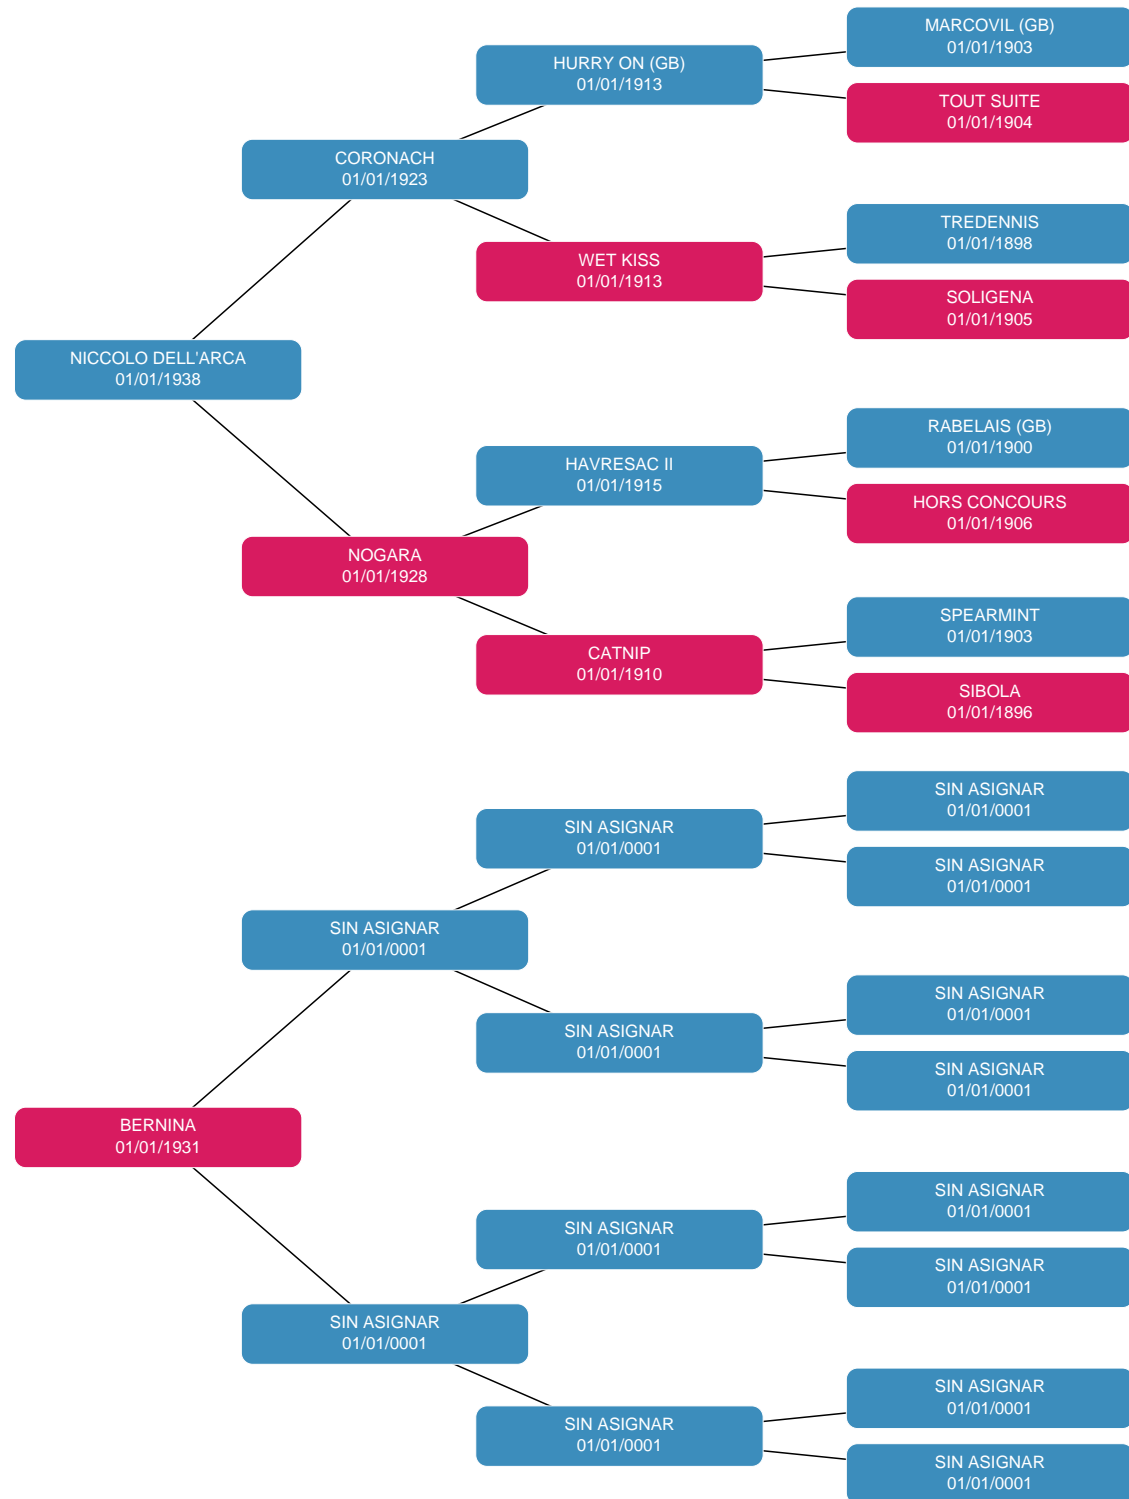 MARCOVIL (GB)
01/01/1903
HURRY ON (GB)
01/01/1913
TOUT SUITE
01/01/1904
CORONACH
01/01/1923
TREDENNIS
01/01/1898
WET KISS
01/01/1913
SOLIGENA
01/01/1905
NICCOLO DELL'ARCA
01/01/1938
RABELAIS (GB)
01/01/1900
HAVRESAC II
01/01/1915
HORS CONCOURS
01/01/1906
NOGARA
01/01/1928
SPEARMINT
01/01/1903
CATNIP
01/01/1910
SIBOLA
01/01/1896
SIN ASIGNAR
01/01/0001
SIN ASIGNAR
01/01/0001
SIN ASIGNAR
01/01/0001
SIN ASIGNAR
01/01/0001
SIN ASIGNAR
01/01/0001
SIN ASIGNAR
01/01/0001
SIN ASIGNAR
01/01/0001
BERNINA
01/01/1931
SIN ASIGNAR
01/01/0001
SIN ASIGNAR
01/01/0001
SIN ASIGNAR
01/01/0001
SIN ASIGNAR
01/01/0001
SIN ASIGNAR
01/01/0001
SIN ASIGNAR
01/01/0001
SIN ASIGNAR
01/01/0001